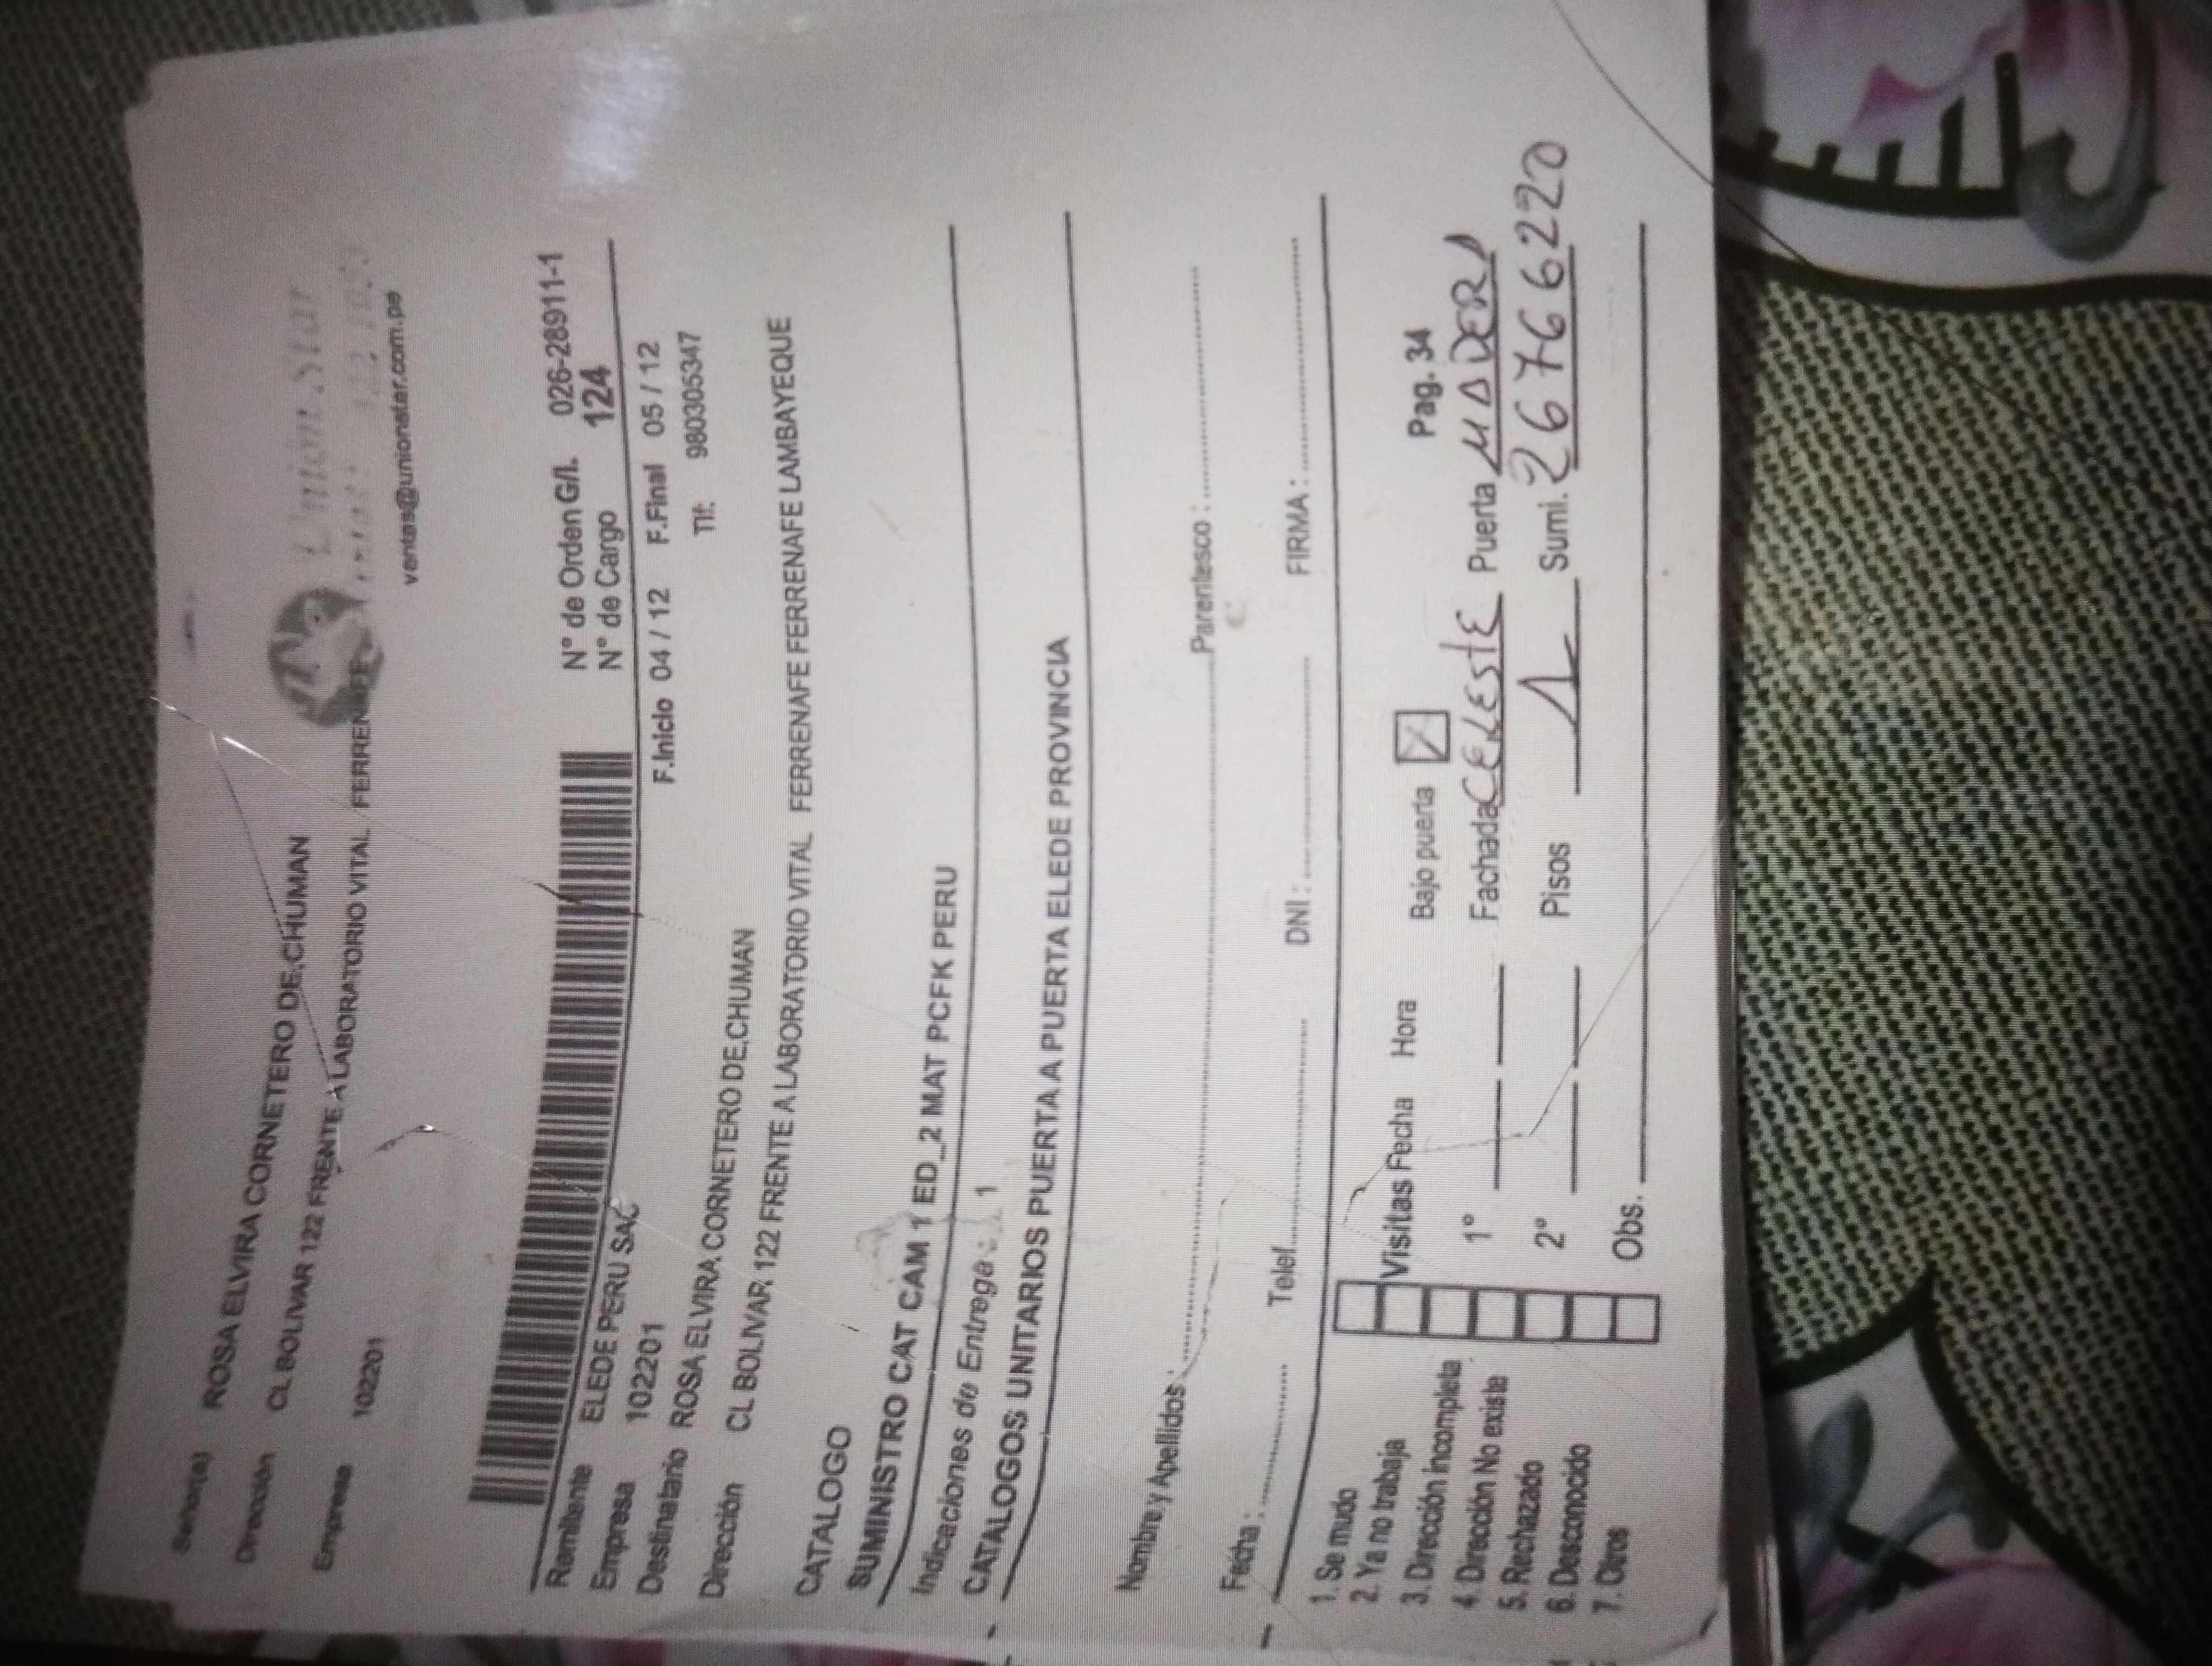 Señor(a) ROSA ELVIRA CORNETERO DE,CHUMAN
Dirección CL BOLIVAR 122 FRENTE A LABORATORIO VITAL FERRENAFE
Empresa 102201
Union Star
ventas@unionstar.com.pe
N° de Orden G/I. 026-28911-1
N° de Cargo 124
Remitente ELEDE PERU SAC
F.Inicio 04 / 12 F.Final 05 / 12
Empresa 102201
Tlf: 980305347
Destinatario ROSA ELVIRA CORNETERO DE,CHUMAN
Dirección CL BOLIVAR 122 FRENTE A LABORATORIO VITAL FERRENAFE FERRENAFE FERRENAFE LAMBAYEQUE
CATALOGO
SUMINISTRO CAT CAM 1 ED_2 MAT PCFK PERU
Indicaciones de Entrega : 1
CATALOGOS UNITARIOS PUERTA A PUERTA ELEDE PROVINCIA
Nombre y Apellidos : Parentesco :
Fecha : Telef. DNI : FIRMA :
1. Se mudo
2. Ya no trabaja
3. Dirección incompleta
4. Dirección No existe
5. Rechazado
6. Desconocido
7. Otros
Visitas Fecha Hora Bajo puerta Pag. 34
1° Fachada CELESTE Puerta MADERA
2° Pisos 1 Sumi. 267666220
Obs.